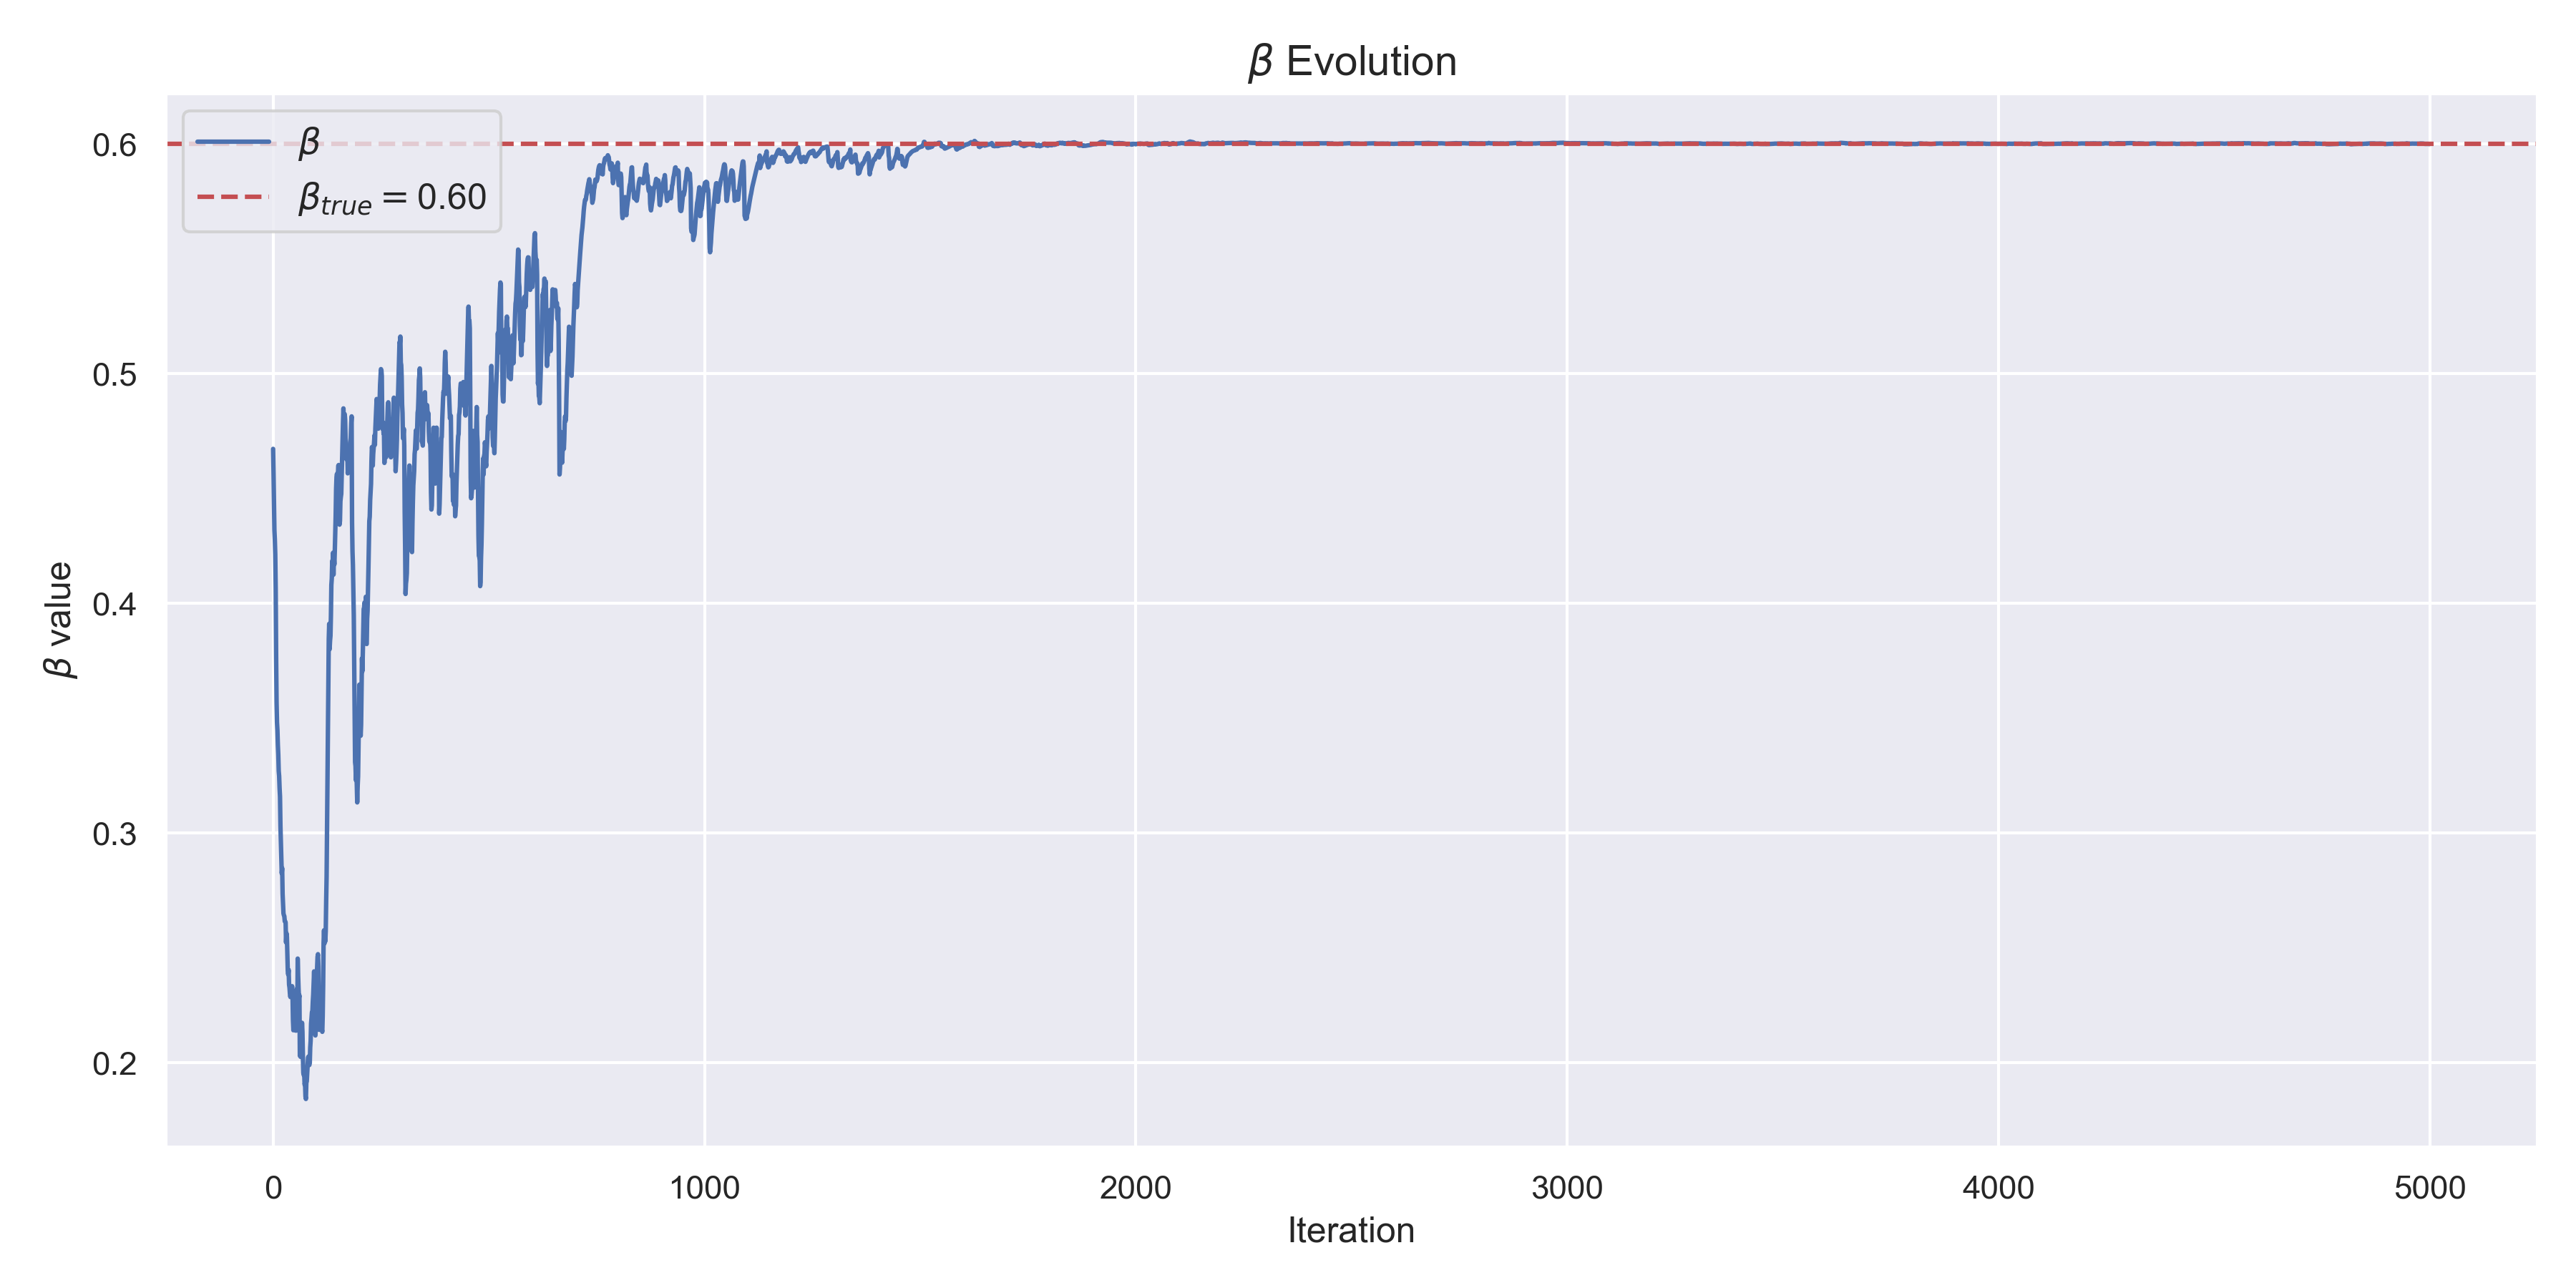 β Evolution
β
β_true = 0.60
0.6
0.5
0.4
0.3
0.2
β value
0 1000 2000 3000 4000 5000
Iteration